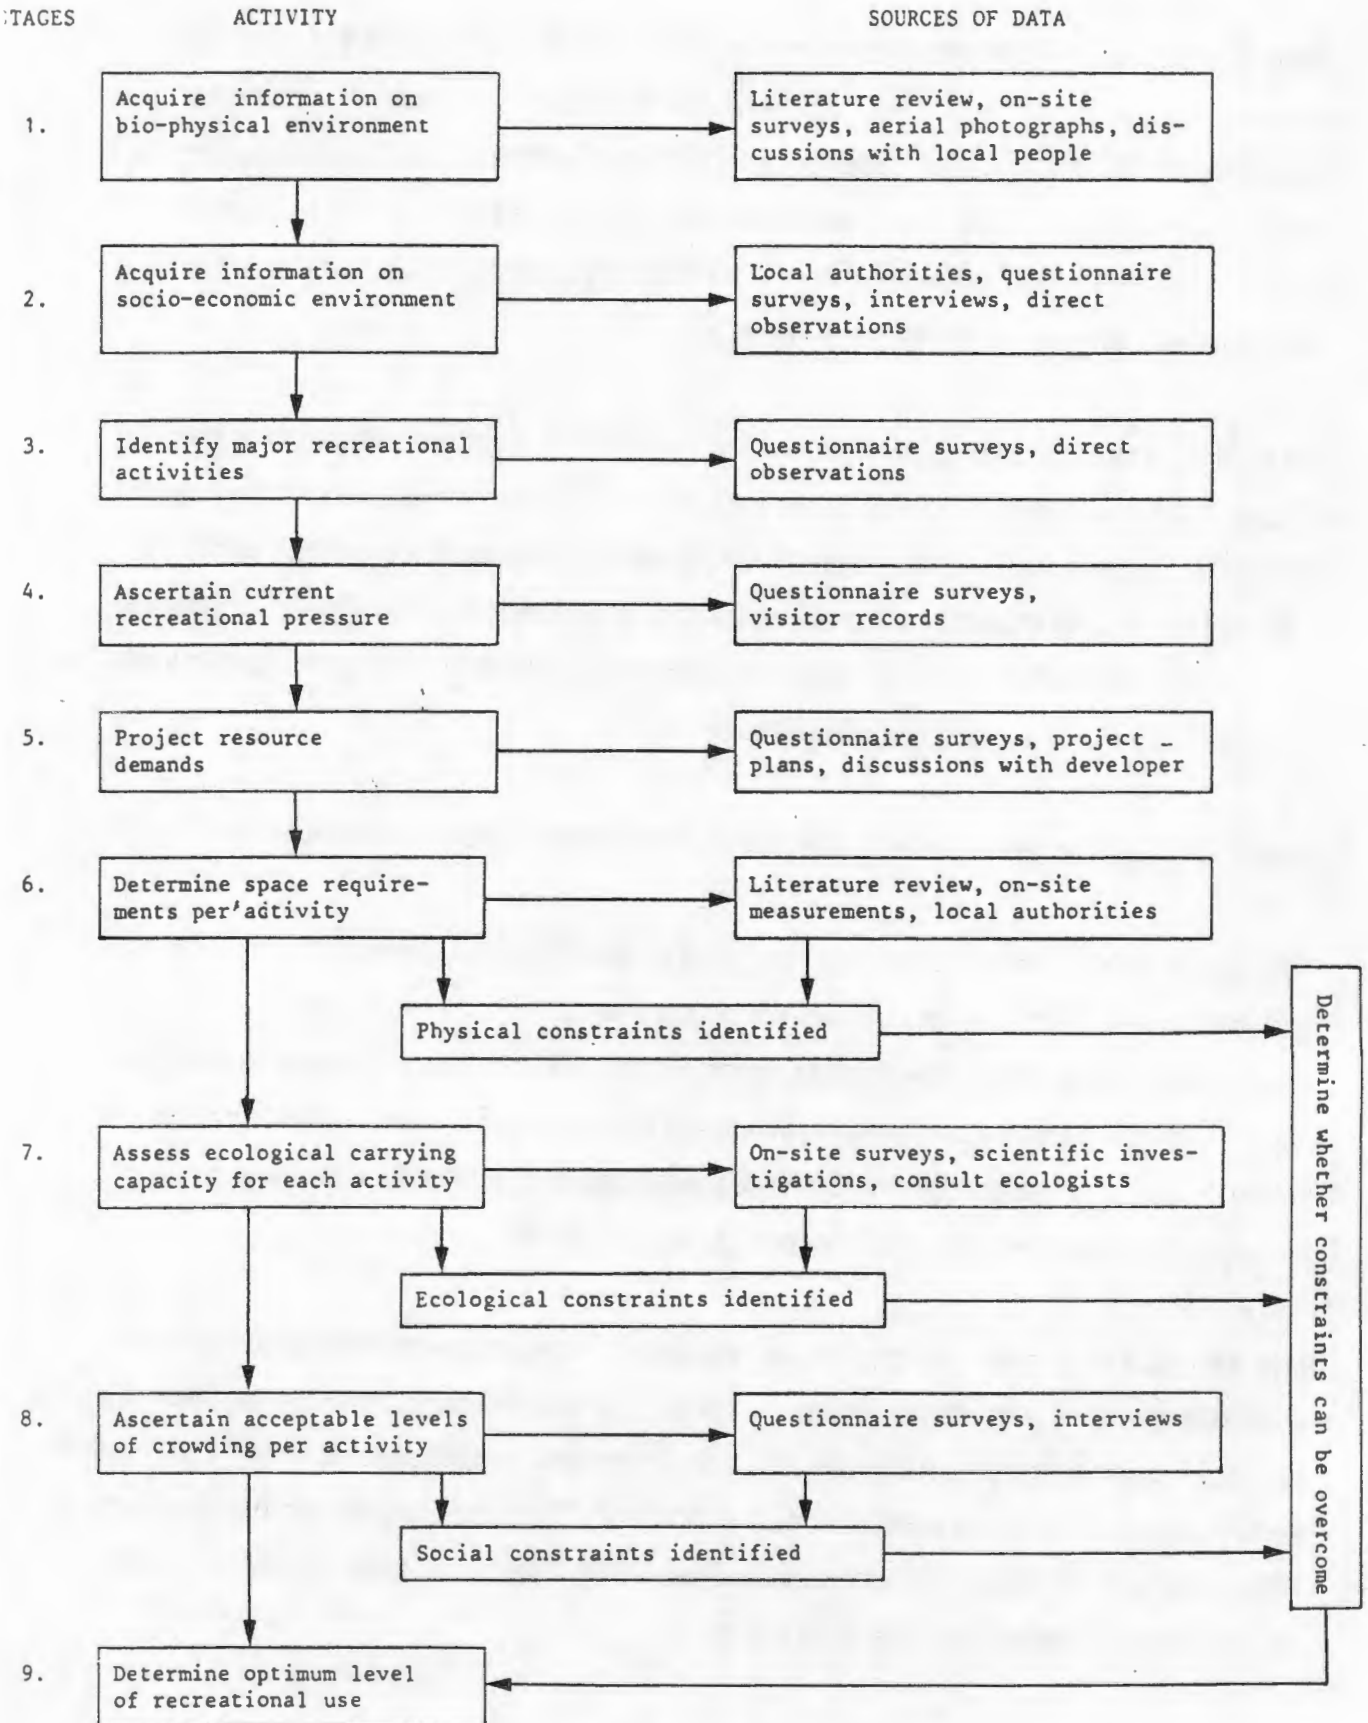 TAGES ACTIVITY SOURCES OF DATA
1.
Acquire information on
bio-physical environment
Literature review, on-site
surveys, aerial photographs, dis-
cussions with local people
2.
Acquire information on
socio-economic environment
Local authorities, questionnaire
surveys, interviews, direct
observations
3.
Identify major recreational
activities
Questionnaire surveys, direct
observations
4.
Ascertain current
recreational pressure
Questionnaire surveys,
visitor records
5.
Project resource
demands
Questionnaire surveys, project
plans, discussions with developer
6.
Determine space require-
ments per activity
Literature review, on-site
measurements, local authorities
Physical constraints identified
7.
Assess ecological carrying
capacity for each activity
On-site surveys, scientific inves-
tigations, consult ecologists
Ecological constraints identified
8.
Ascertain acceptable levels
of crowding per activity
Questionnaire surveys, interviews
Social constraints identified
Determine whether constraints can be overcome
9.
Determine optimum level
of recreational use